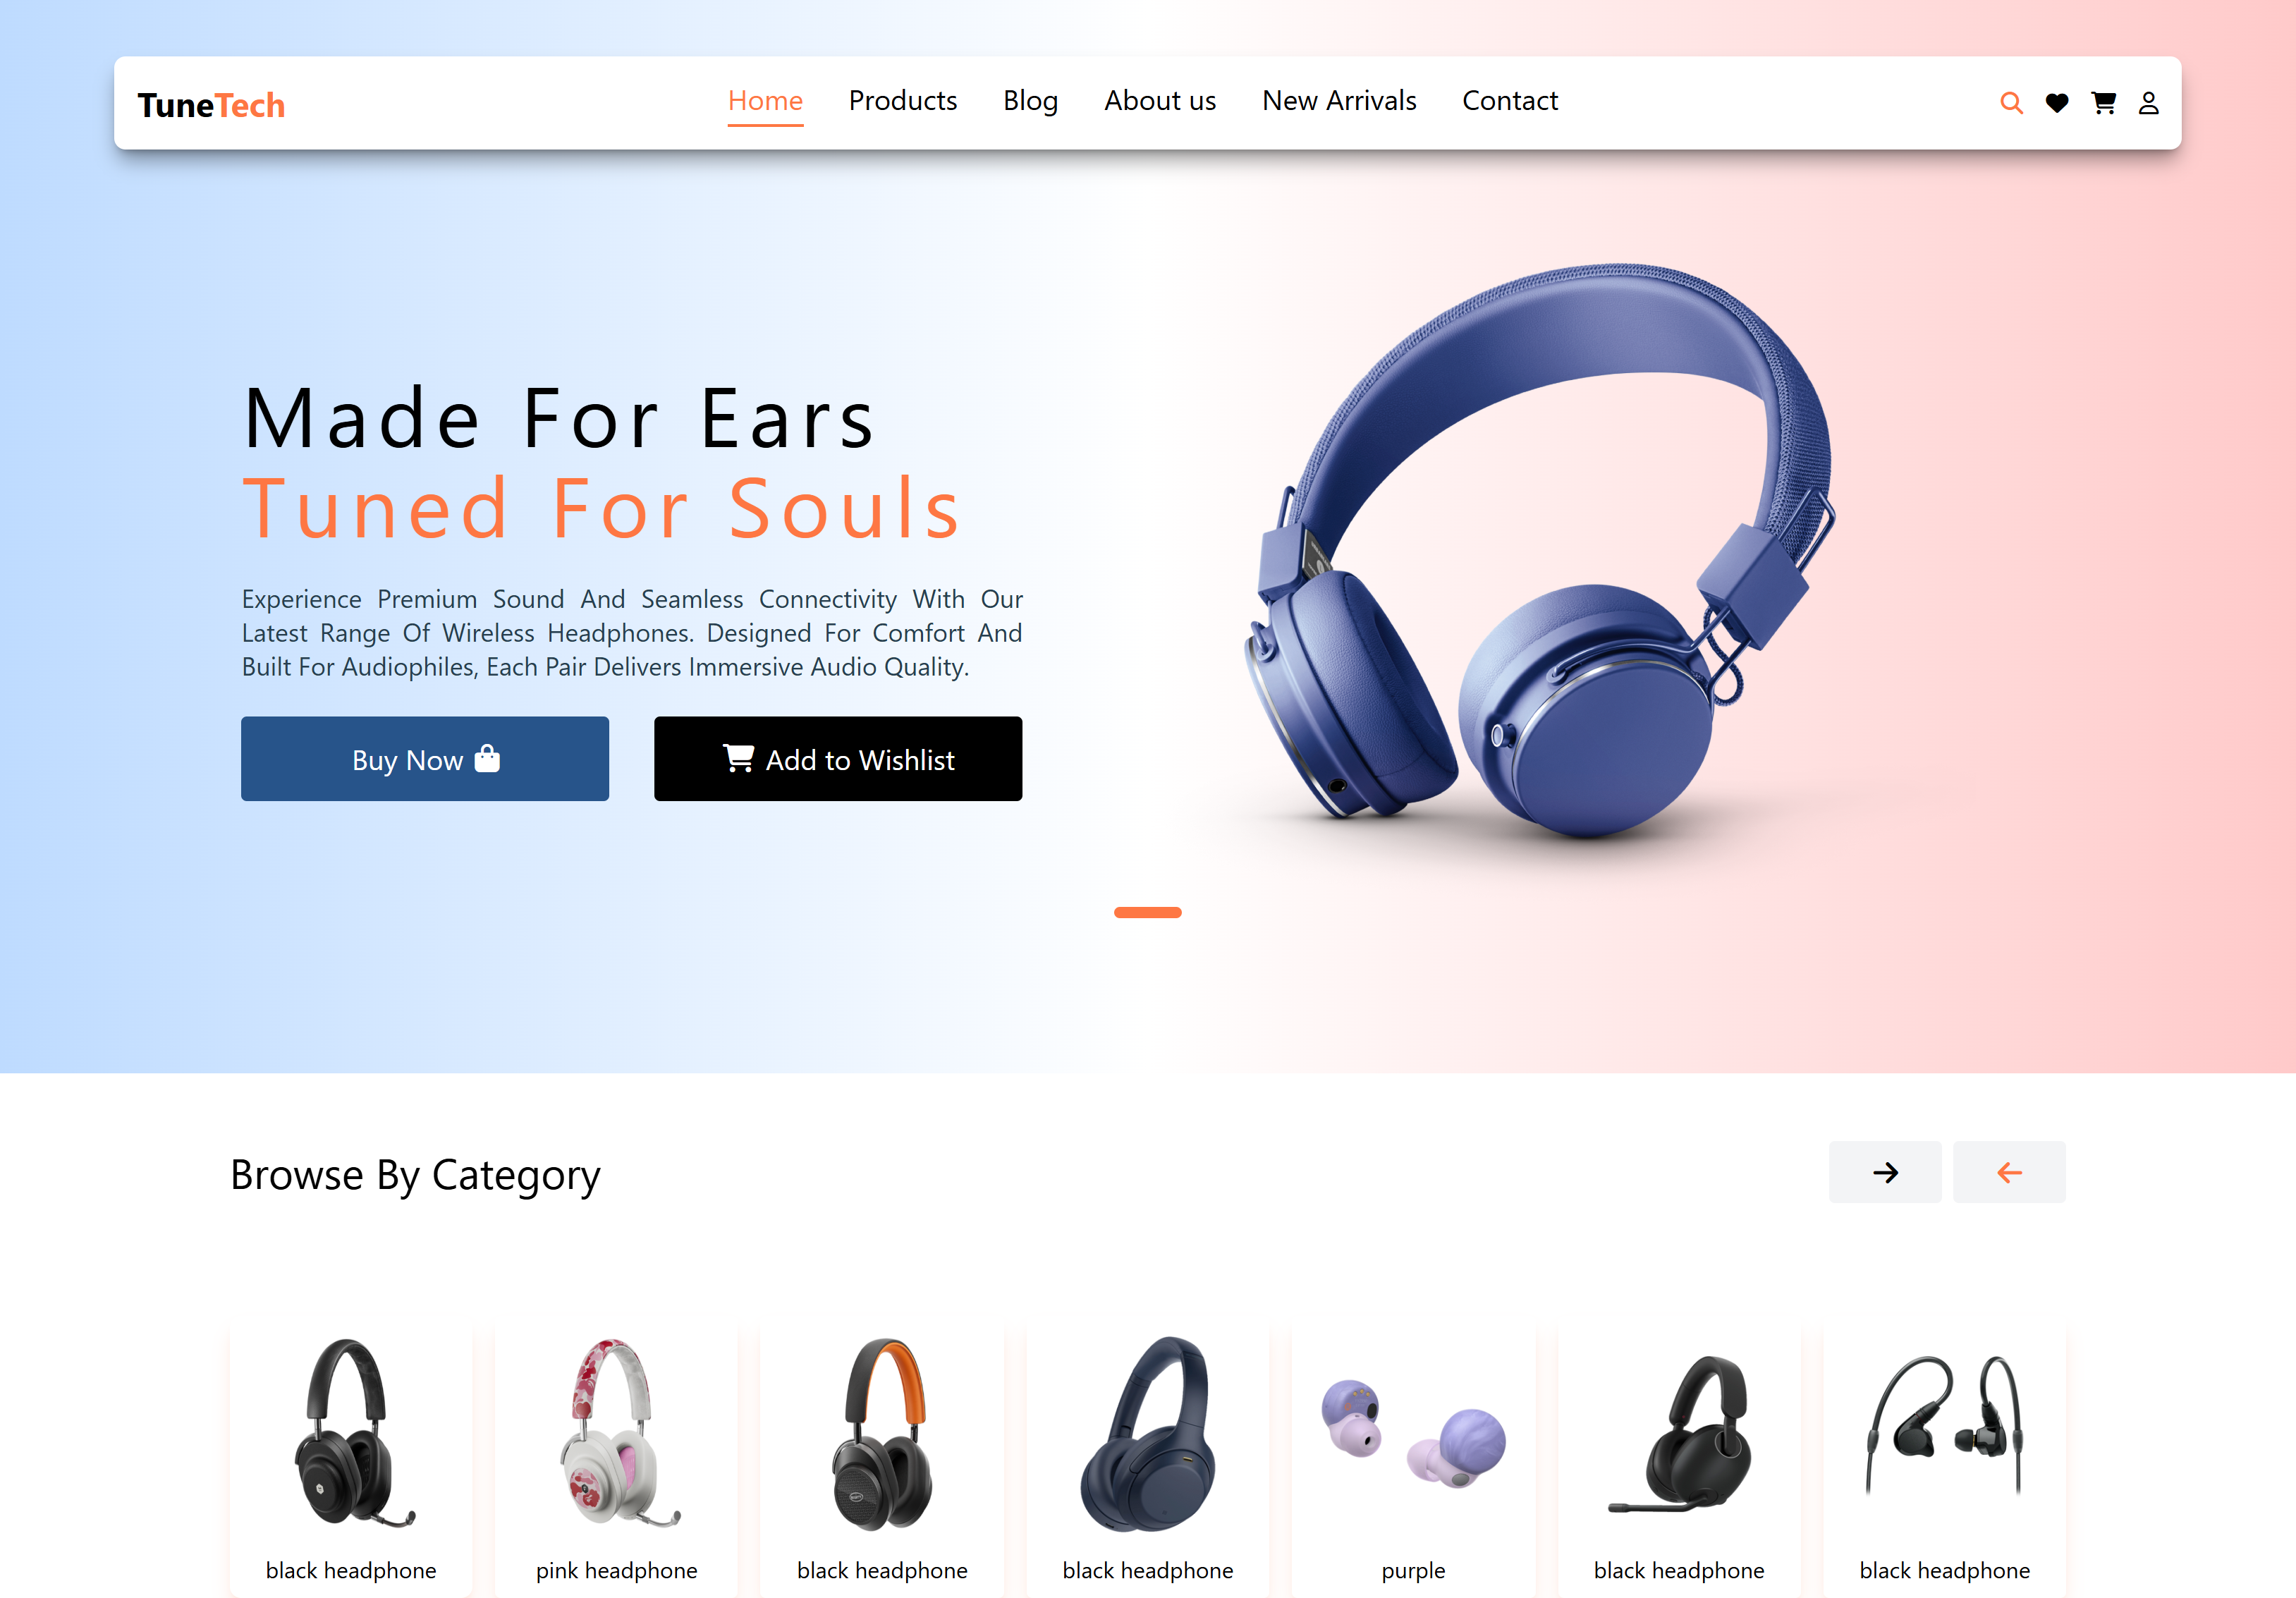 TuneTech
Home Products Blog About us New Arrivals Contact
Made For Ears
Tuned For Souls
Experience Premium Sound And Seamless Connectivity With Our
Latest Range Of Wireless Headphones. Designed For Comfort And
Built For Audiophiles, Each Pair Delivers Immersive Audio Quality.
Buy Now
Add to Wishlist
Browse By Category
black headphone
pink headphone
black headphone
black headphone
purple
black headphone
black headphone